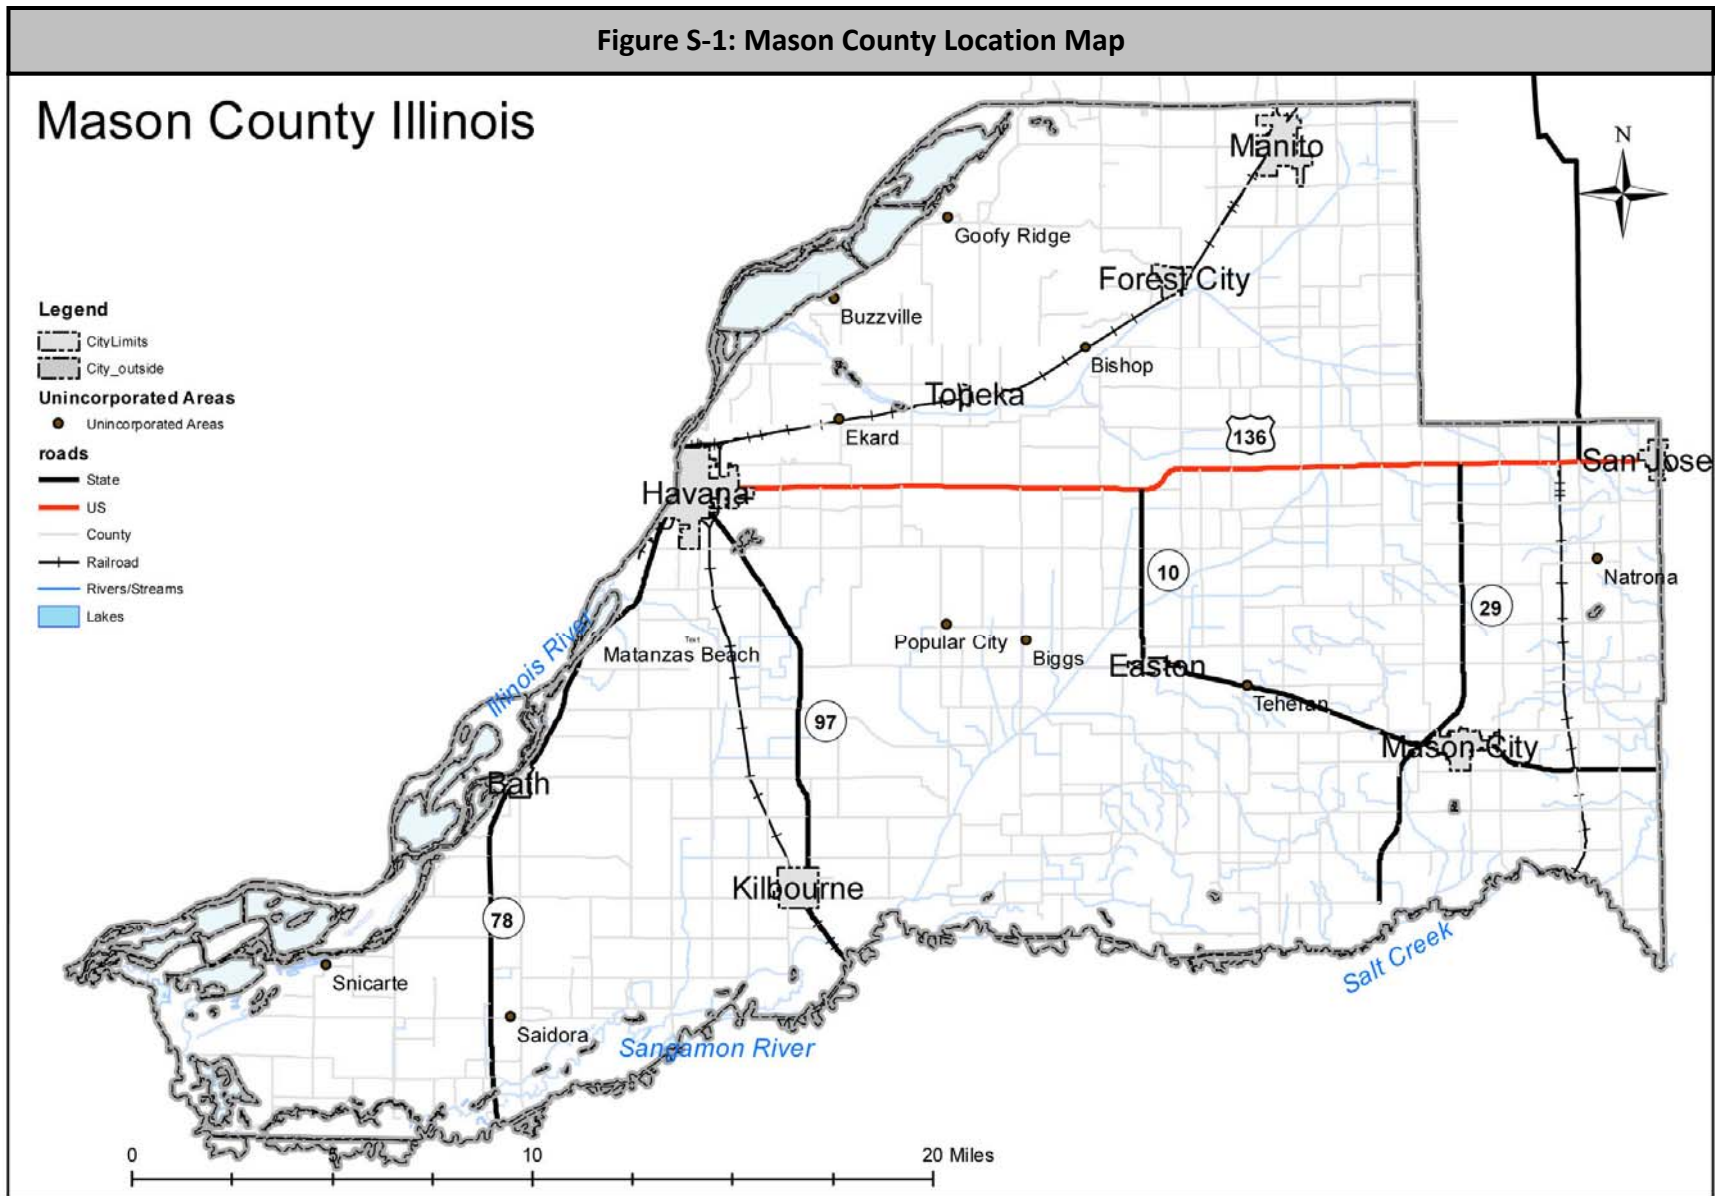 Figure S-1: Mason County Location Map
Mason County Illinois
N
Manito
Goofy Ridge
Forest City
Legend
CityLimits
City_outside
Unincorporated Areas
Unincorporated Areas
roads
State
US
County
Railroad
Rivers/Streams
Lakes
Buzzville
Bishop
Topeka
Ekard
136
San Jose
Havana
10
Natrona
29
Text
Matanzas Beach
Popular City
Biggs
Easton
Teheran
Illinois River
97
Mason City
Bath
Kilbourne
78
Salt Creek
Snicarte
Saidora
Sangamon River
0 5 10 20 Miles